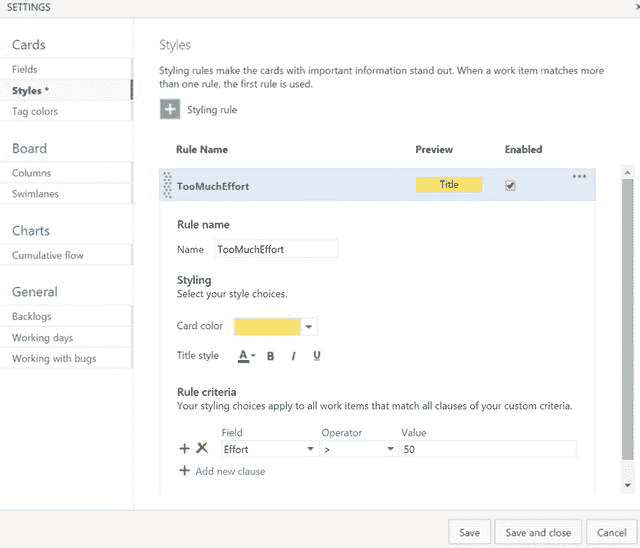 SETTINGS
Cards
Fields
Styles *
Tag colors
Board
Columns
Swimlanes
Charts
Cumulative flow
General
Backlogs
Working days
Working with bugs
Styles
Styling rules make the cards with important information stand out. When a work item matches more
than one rule, the first rule is used.
Styling rule
Rule Name Preview Enabled
TooMuchEffort Title
Rule name
Name TooMuchEffort
Styling
Select your style choices.
Card color
Title style A B I U
Rule criteria
Your styling choices apply to all work items that match all clauses of your custom criteria.
Field Operator Value
Effort > 50
Add new clause
Save Save and close Cancel